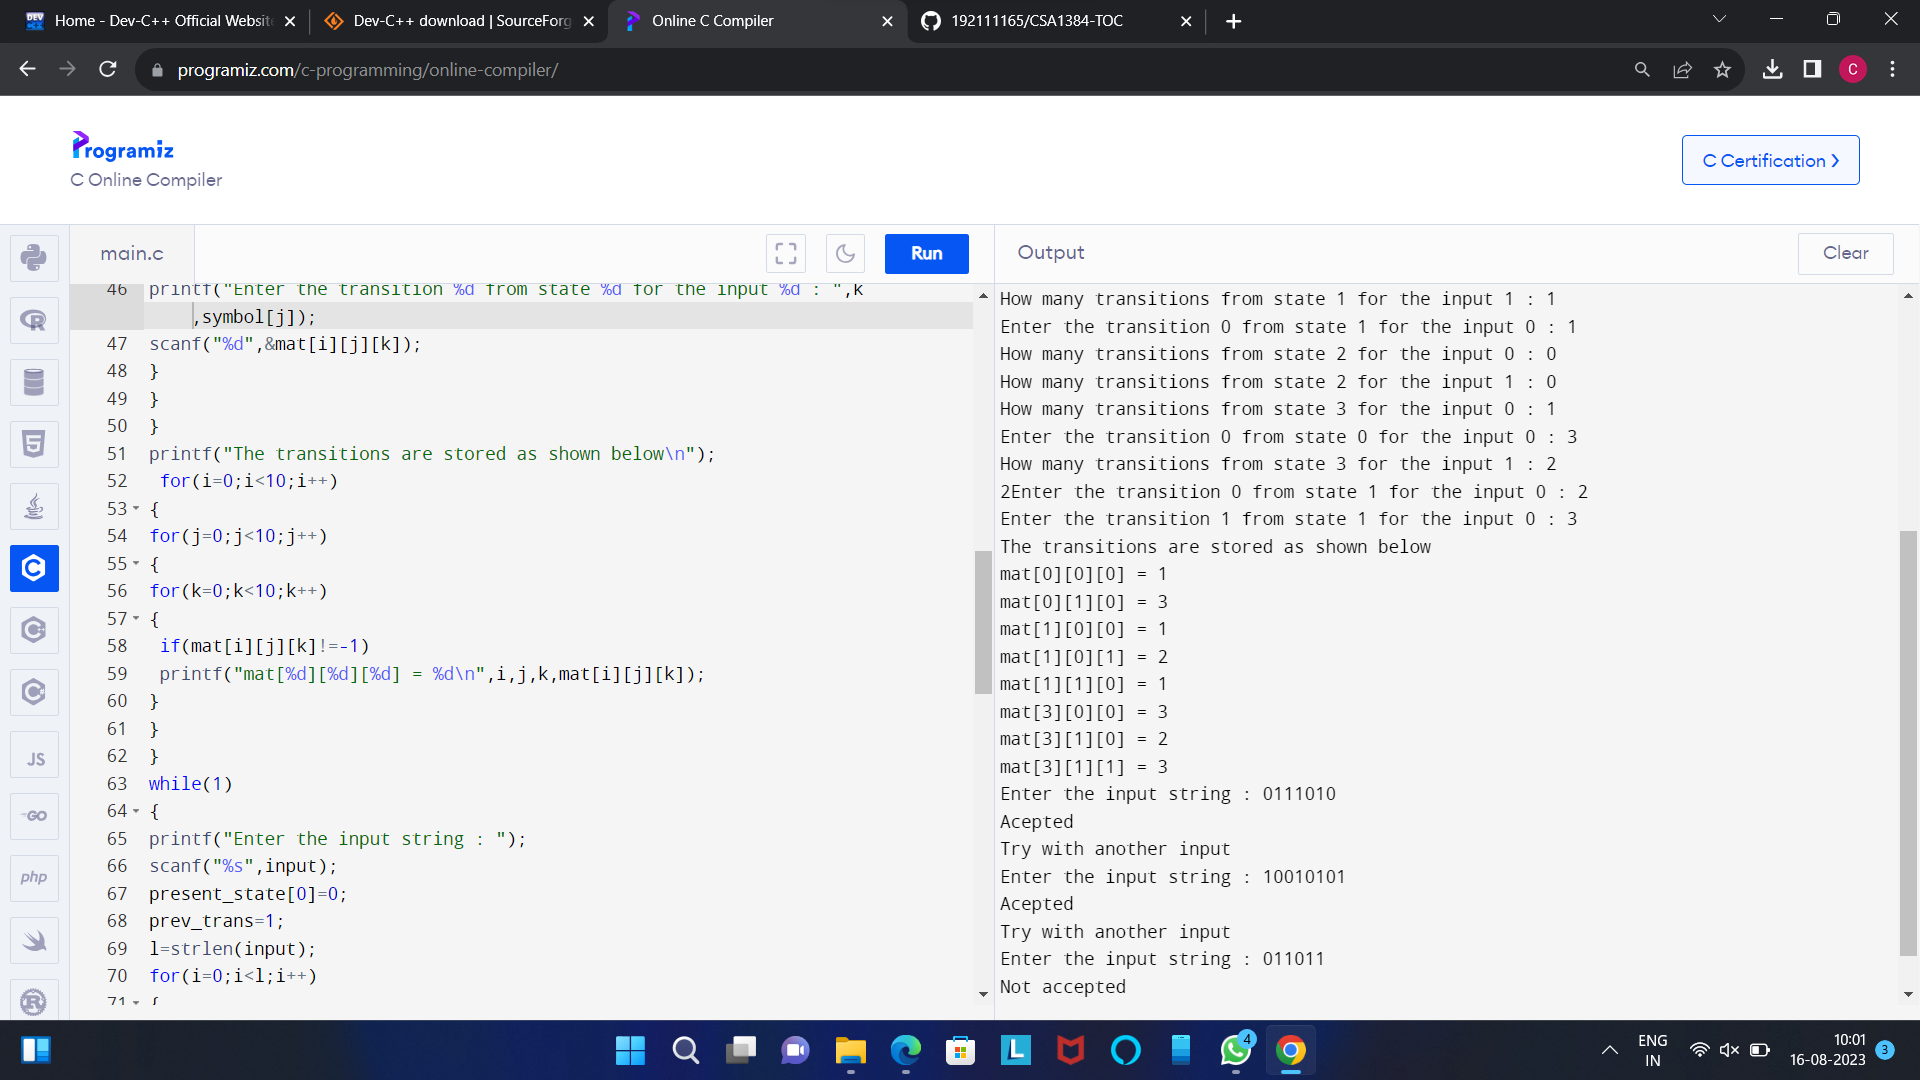 Home - Dev-C++ Official Websit
Dev-C++ download | SourceForg
Online C Compiler
192111165/CSA1384-TOC
programiz.com/c-programming/online-compiler/
C
Programiz
C Online Compiler
C Certification
main.c
Run
Output
Clear
46 printf("Enter the transition %d from state %d for the input %d : ",k
,symbol[j]);
47 scanf("%d",&mat[i][j][k]);
48 }
49 }
50 }
51 printf("The transitions are stored as shown below\n");
52 for(i=0;i<10;i++)
53 {
54 for(j=0;j<10;j++)
55 {
56 for(k=0;k<10;k++)
57 {
58 if(mat[i][j][k]!=-1)
59 printf("mat[%d][%d][%d] = %d\n",i,j,k,mat[i][j][k]);
60 }
61 }
62 }
63 while(1)
64 {
65 printf("Enter the input string : ");
66 scanf("%s",input);
67 present_state[0]=0;
68 prev_trans=1;
69 l=strlen(input);
70 for(i=0;i<l;i++)
71 {
How many transitions from state 1 for the input 1 : 1
Enter the transition 0 from state 1 for the input 0 : 1
How many transitions from state 2 for the input 0 : 0
How many transitions from state 2 for the input 1 : 0
How many transitions from state 3 for the input 0 : 1
Enter the transition 0 from state 0 for the input 0 : 3
How many transitions from state 3 for the input 1 : 2
2Enter the transition 0 from state 1 for the input 0 : 2
Enter the transition 1 from state 1 for the input 0 : 3
The transitions are stored as shown below
mat[0][0][0] = 1
mat[0][1][0] = 3
mat[1][0][0] = 1
mat[1][0][1] = 2
mat[1][1][0] = 1
mat[3][0][0] = 3
mat[3][1][0] = 2
mat[3][1][1] = 3
Enter the input string : 0111010
Acepted
Try with another input
Enter the input string : 10010101
Acepted
Try with another input
Enter the input string : 011011
Not accepted
JS
GO
php
4
ENG
IN
10:01
16-08-2023
3